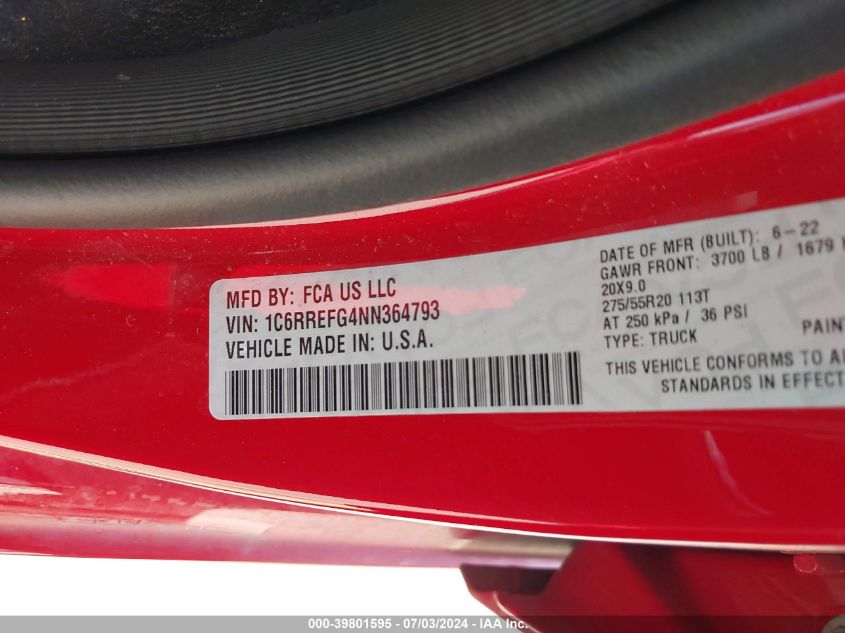 MFD BY: FCA US LLC
VIN: 1C6RREFG4NN364793
VEHICLE MADE IN: U.S.A.
DATE OF MFR (BUILT): 6-22
GAWR FRONT: 3700 LB / 1679
20X9.0
275/55R20 113T
AT 250 kPa / 36 PSI
TYPE: TRUCK
PAIN
THIS VEHICLE CONFORMS TO
STANDARDS IN EFFECT
000-39801595 - 07/03/2024 - IAA Inc.